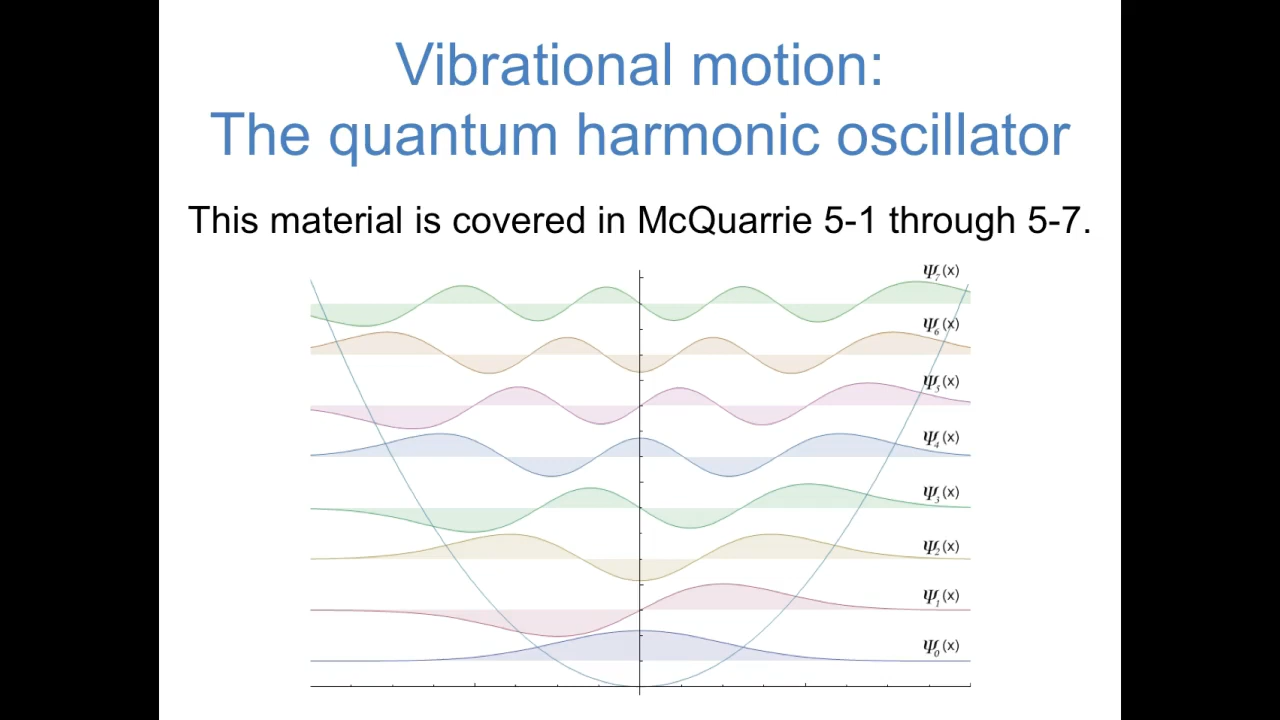 Vibrational motion:
The quantum harmonic oscillator
This material is covered in McQuarrie 5-1 through 5-7.
Ψ₇(x)
Ψ₆(x)
Ψ₅(x)
Ψ₄(x)
Ψ₃(x)
Ψ₂(x)
Ψ₁(x)
Ψ₀(x)